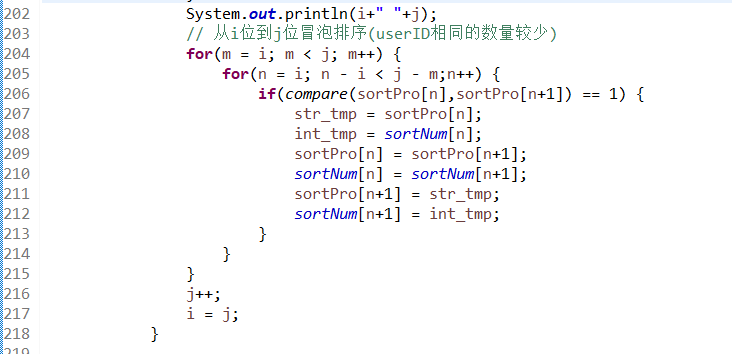 202 System.out.println(i+" "+j);
203 // 从i位到j位冒泡排序(userID相同的数量较少)
204 for(m = i; m < j; m++) {
205 for(n = i; n - i < j - m;n++) {
206 if(compare(sortPro[n],sortPro[n+1]) == 1) {
207 str_tmp = sortPro[n];
208 int_tmp = sortNum[n];
209 sortPro[n] = sortPro[n+1];
210 sortNum[n] = sortNum[n+1];
211 sortPro[n+1] = str_tmp;
212 sortNum[n+1] = int_tmp;
213 }
214 }
215 }
216 j++;
217 i = j;
218 }